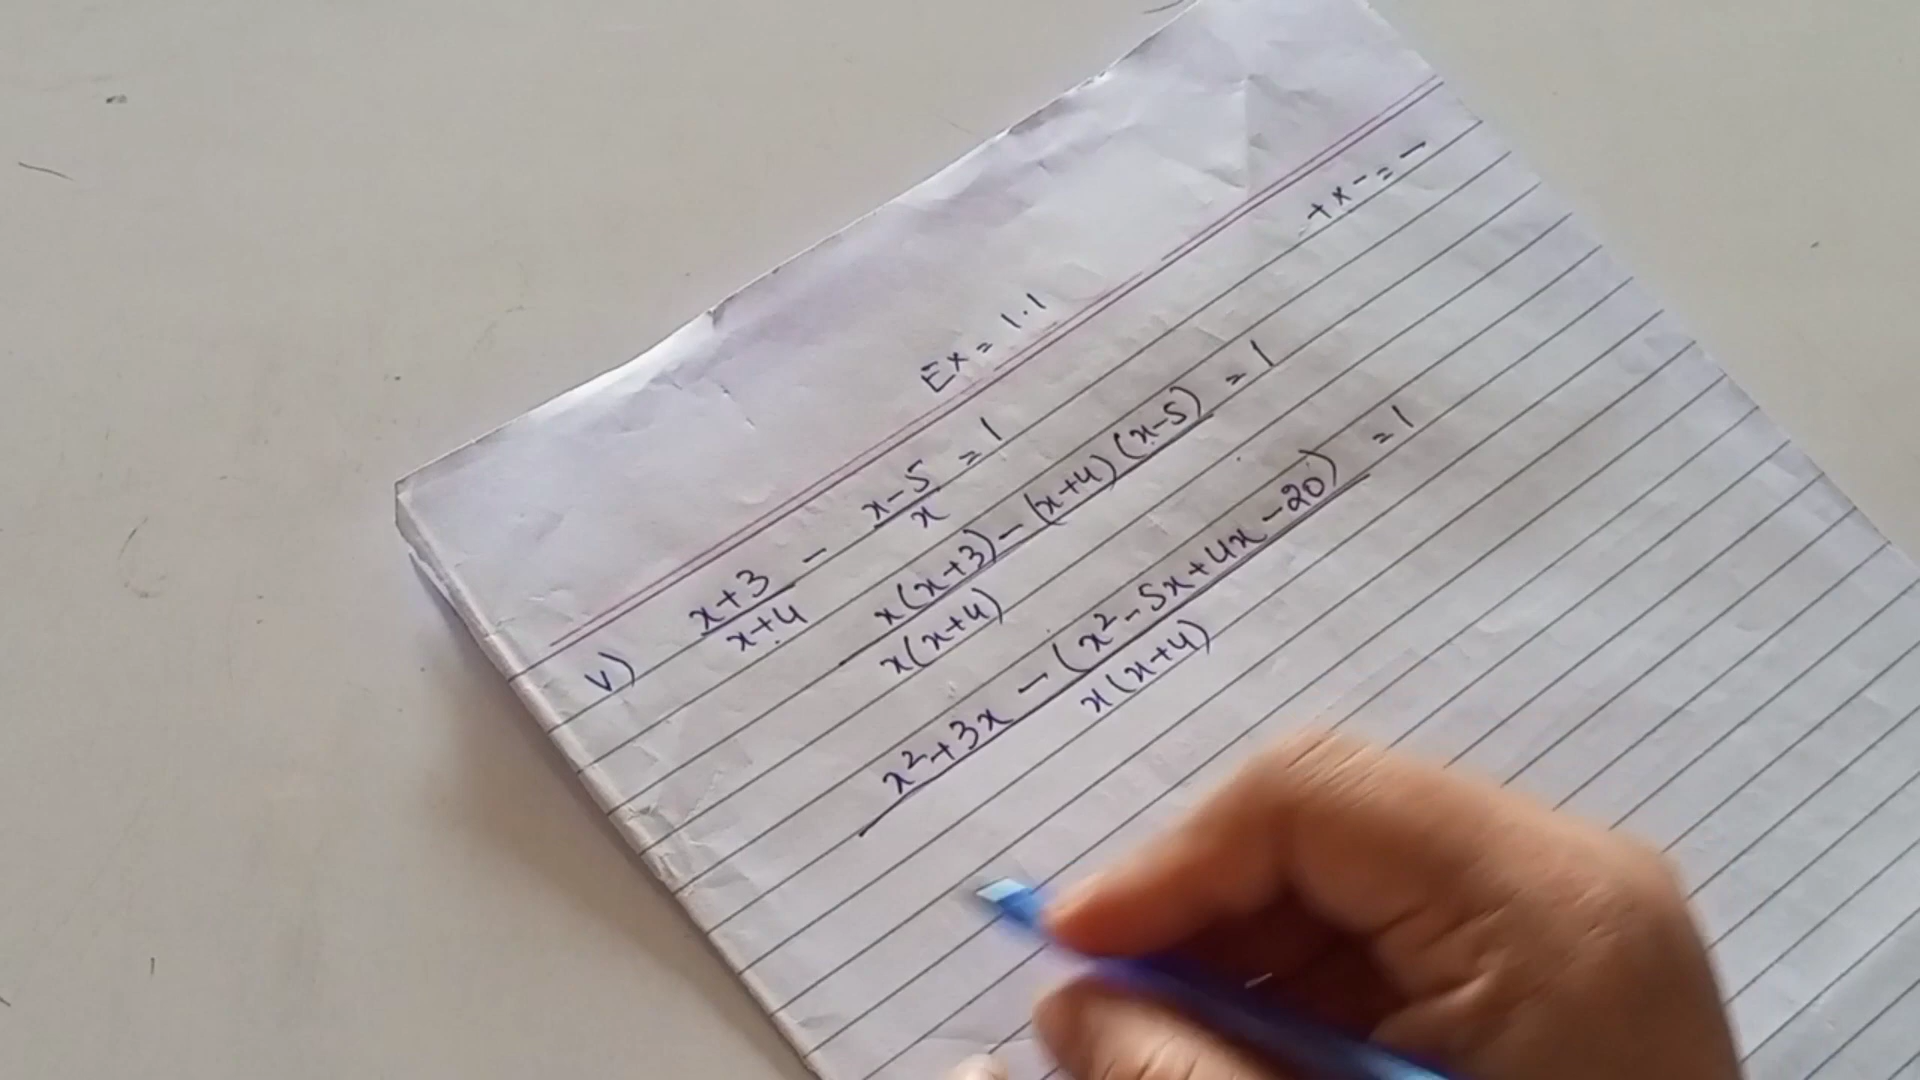 + x - = -
Ex = 1.1
v) x+3/x+4 - x-5/x = 1
x(x+3)-(x+4)(x-5)/x(x+4) = 1
x²+3x-(x²-5x+4x-20)/x(x+4) = 1